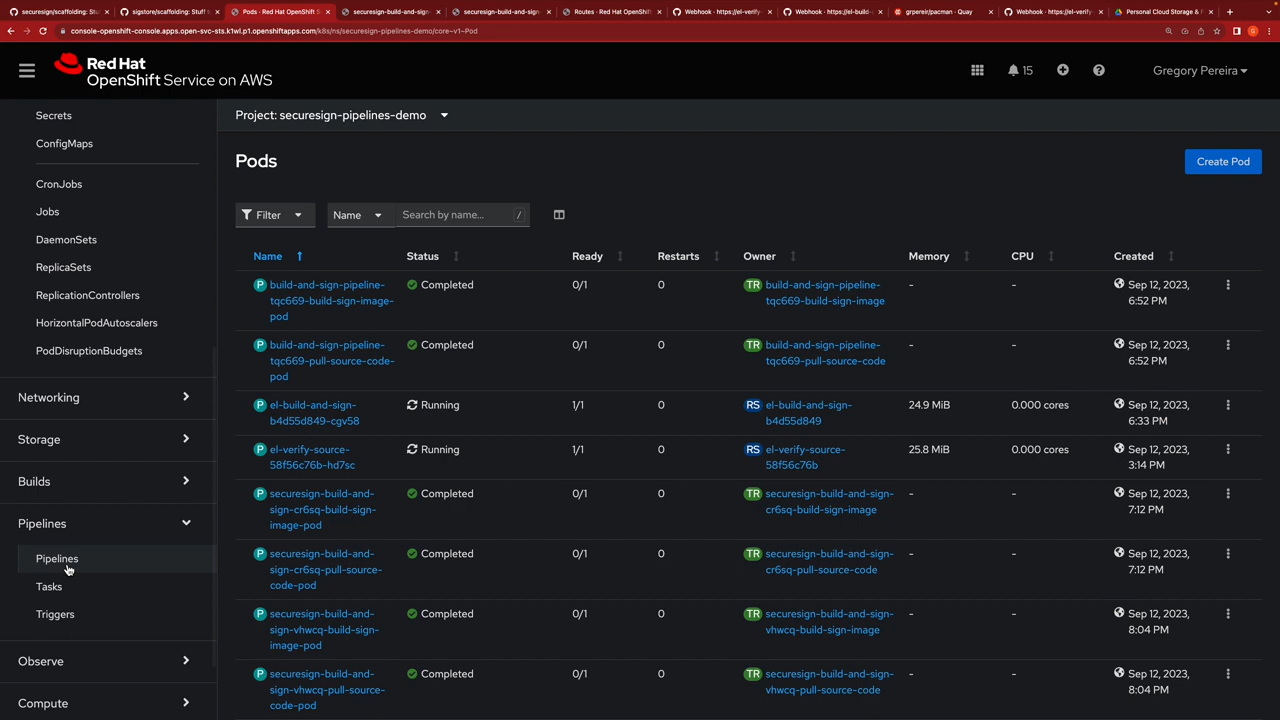 securesign/scaffolding: Stuff
sigstore/scaffolding: Stuff t
Pods · Red Hat OpenShift S
securesign-build-and-sign-
securesign-build-and-sign-
Routes · Red Hat OpenShift
Webhook · https://el-verify
Webhook · https://el-build-
grpereir/pacman · Quay
Webhook · https://el-verify
Personal Cloud Storage & F
console-openshift-console.apps.open-svc-sts.k1wl.p1.openshiftapps.com/k8s/ns/securesign-pipelines-demo/core~v1~Pod
G
Red Hat
OpenShift Service on AWS
15
Gregory Pereira
Secrets
ConfigMaps
CronJobs
Jobs
DaemonSets
ReplicaSets
ReplicationControllers
HorizontalPodAutoscalers
PodDisruptionBudgets
Networking
Storage
Builds
Pipelines
Pipelines
Tasks
Triggers
Observe
Compute
Project: securesign-pipelines-demo
Pods
Create Pod
Filter
Name
Search by name...
/
Name Status Ready Restarts Owner Memory CPU Created
P build-and-sign-pipeline- Completed 0/1 0 TR build-and-sign-pipeline- - - Sep 12, 2023,
tqc669-build-sign-image- tqc669-build-sign-image 6:52 PM
pod
P build-and-sign-pipeline- Completed 0/1 0 TR build-and-sign-pipeline- - - Sep 12, 2023,
tqc669-pull-source-code- tqc669-pull-source-code 6:52 PM
pod
P el-build-and-sign- Running 1/1 0 RS el-build-and-sign- 24.9 MiB 0.000 cores Sep 12, 2023,
b4d55d849-cgv58 b4d55d849 6:33 PM
P el-verify-source- Running 1/1 0 RS el-verify-source- 25.8 MiB 0.000 cores Sep 12, 2023,
58f56c76b-hd7sc 58f56c76b 3:14 PM
P securesign-build-and- Completed 0/1 0 TR securesign-build-and-sign- - - Sep 12, 2023,
sign-cr6sq-build-sign- cr6sq-build-sign-image 7:12 PM
image-pod
P securesign-build-and- Completed 0/1 0 TR securesign-build-and-sign- - - Sep 12, 2023,
sign-cr6sq-pull-source- cr6sq-pull-source-code 7:12 PM
code-pod
P securesign-build-and- Completed 0/1 0 TR securesign-build-and-sign- - - Sep 12, 2023,
sign-vhwcq-build-sign- vhwcq-build-sign-image 8:04 PM
image-pod
P securesign-build-and- Completed 0/1 0 TR securesign-build-and-sign- - - Sep 12, 2023,
sign-vhwcq-pull-source- vhwcq-pull-source-code 8:04 PM
code-pod